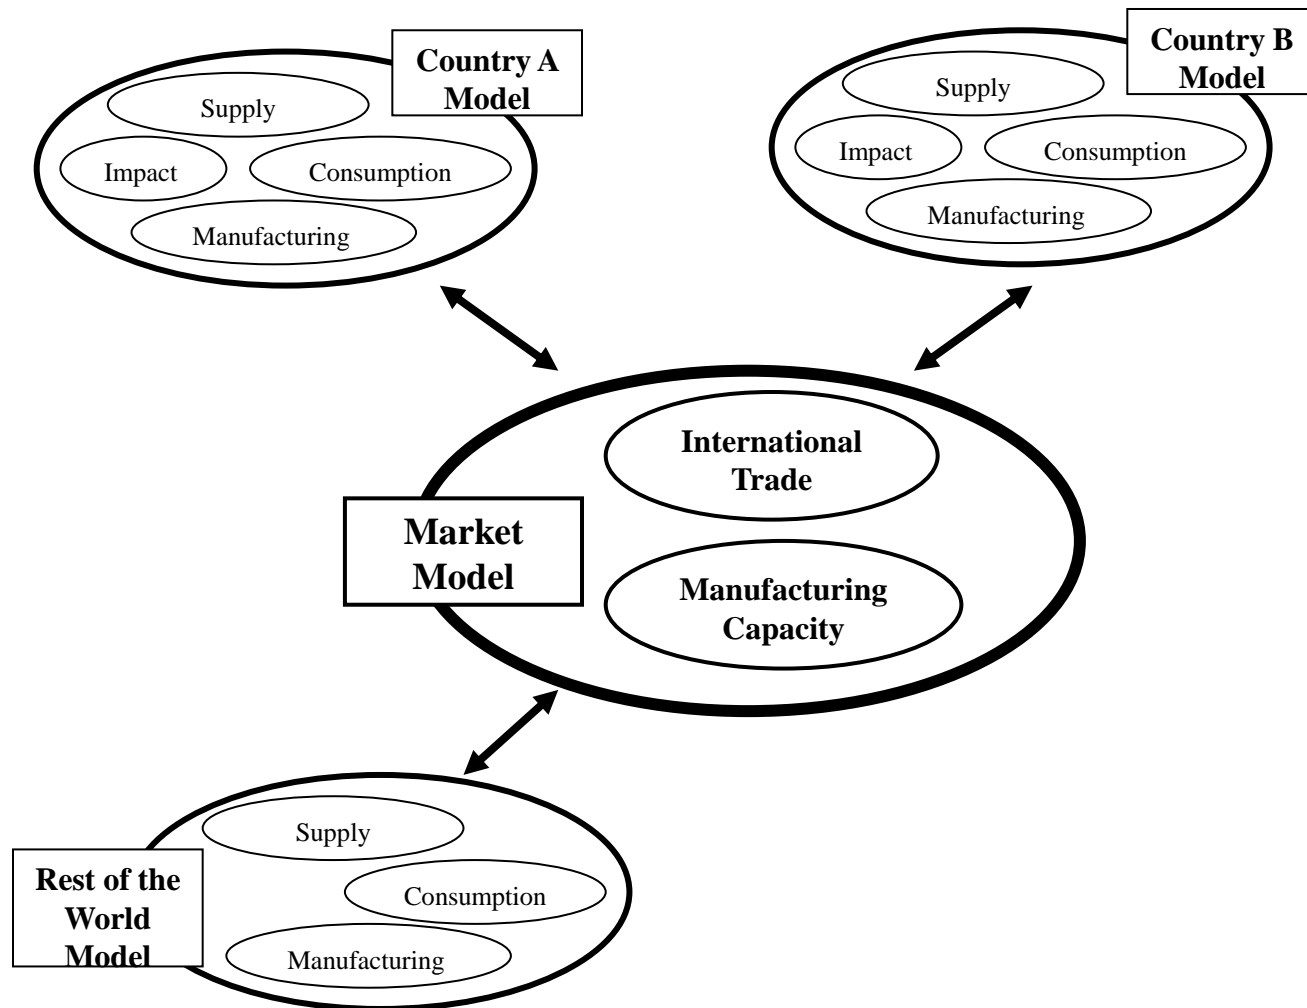 Country A
Model
Supply
Impact
Consumption
Manufacturing
Country B
Model
Supply
Impact
Consumption
Manufacturing
International
Trade
Market
Model
Manufacturing
Capacity
Supply
Rest of the
World
Model
Consumption
Manufacturing